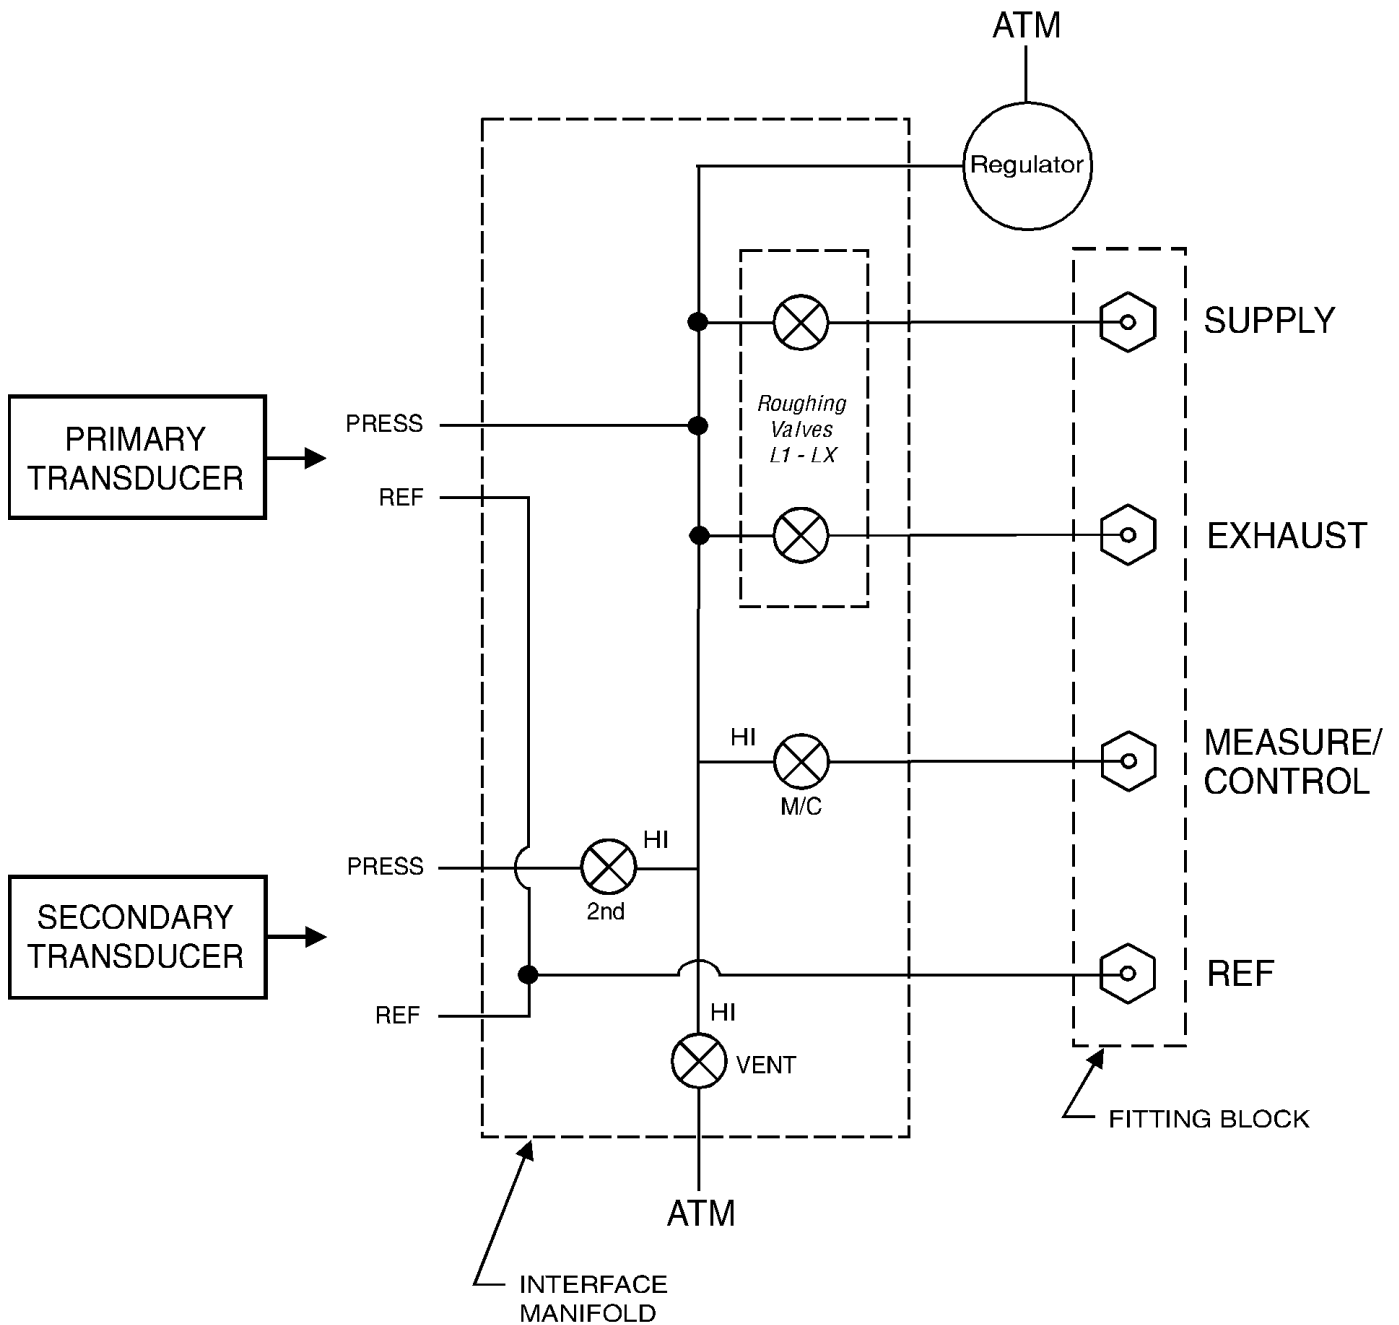 ATM
Regulator
SUPPLY
Roughing
Valves
L1 - LX
PRESS
PRIMARY
TRANSDUCER
REF
EXHAUST
HI
MEASURE/
CONTROL
M/C
HI
PRESS
2nd
SECONDARY
TRANSDUCER
REF
REF
HI
VENT
FITTING BLOCK
ATM
INTERFACE
MANIFOLD